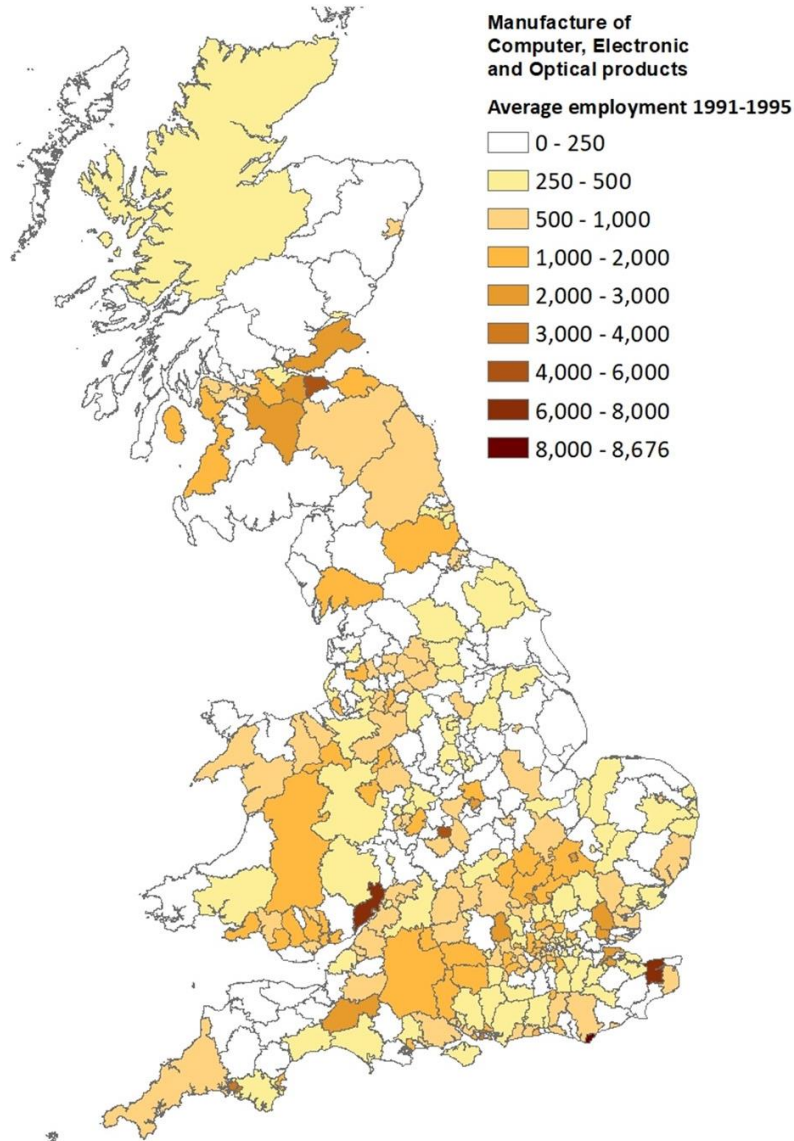 Manufacture of
Computer, Electronic
and Optical products
Average employment 1991-1995
0 - 250
250 - 500
500 - 1,000
1,000 - 2,000
2,000 - 3,000
3,000 - 4,000
4,000 - 6,000
6,000 - 8,000
8,000 - 8,676